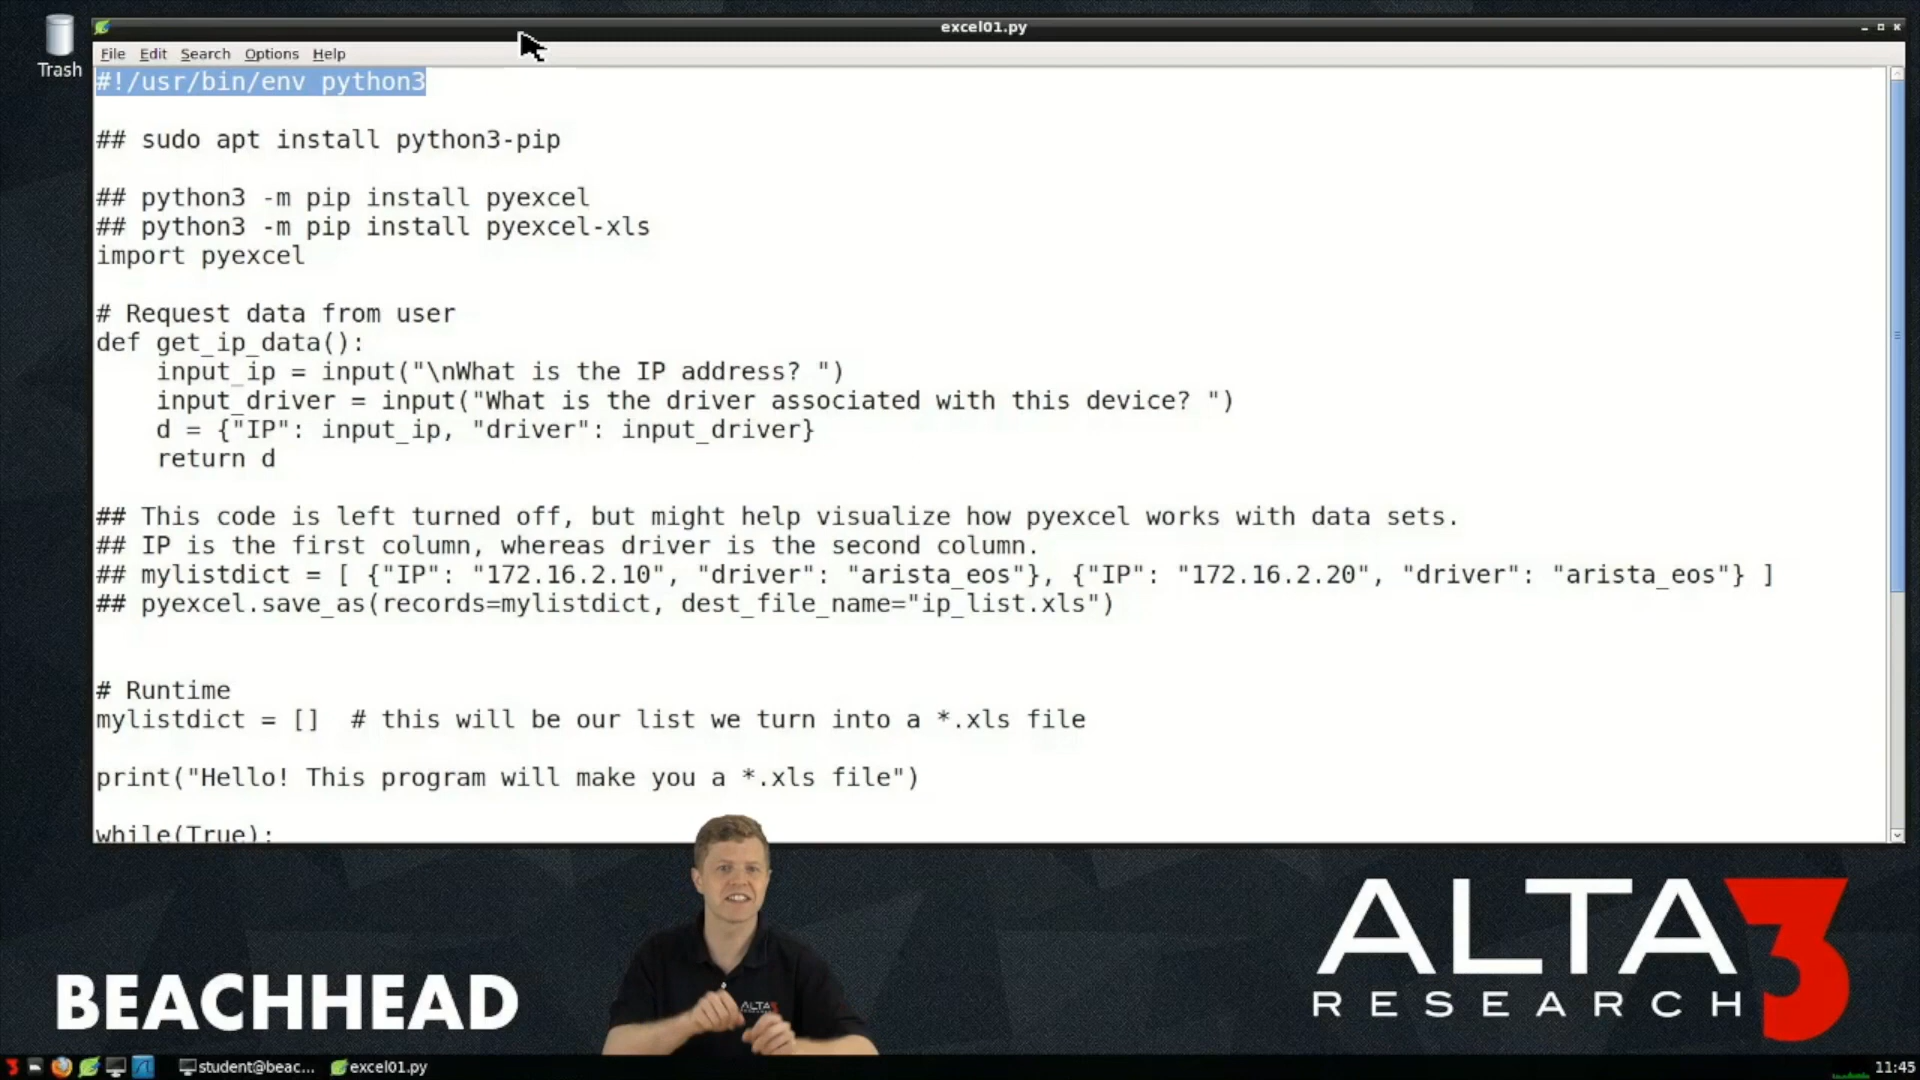 excel01.py
Trash
File Edit Search Options Help
#!/usr/bin/env python3
## sudo apt install python3-pip
## python3 -m pip install pyexcel
## python3 -m pip install pyexcel-xls
import pyexcel
# Request data from user
def get_ip_data():
    input_ip = input("\nWhat is the IP address? ")
    input_driver = input("What is the driver associated with this device? ")
    d = {"IP": input_ip, "driver": input_driver}
    return d
## This code is left turned off, but might help visualize how pyexcel works with data sets.
## IP is the first column, whereas driver is the second column.
## mylistdict = [ {"IP": "172.16.2.10", "driver": "arista_eos"}, {"IP": "172.16.2.20", "driver": "arista_eos"} ]
## pyexcel.save_as(records=mylistdict, dest_file_name="ip_list.xls")
# Runtime
mylistdict = []  # this will be our list we turn into a *.xls file
print("Hello! This program will make you a *.xls file")
while(True):
BEACHHEAD
ALTA3
RESEARCH
ALTA3
student@beac... excel01.py 11:45